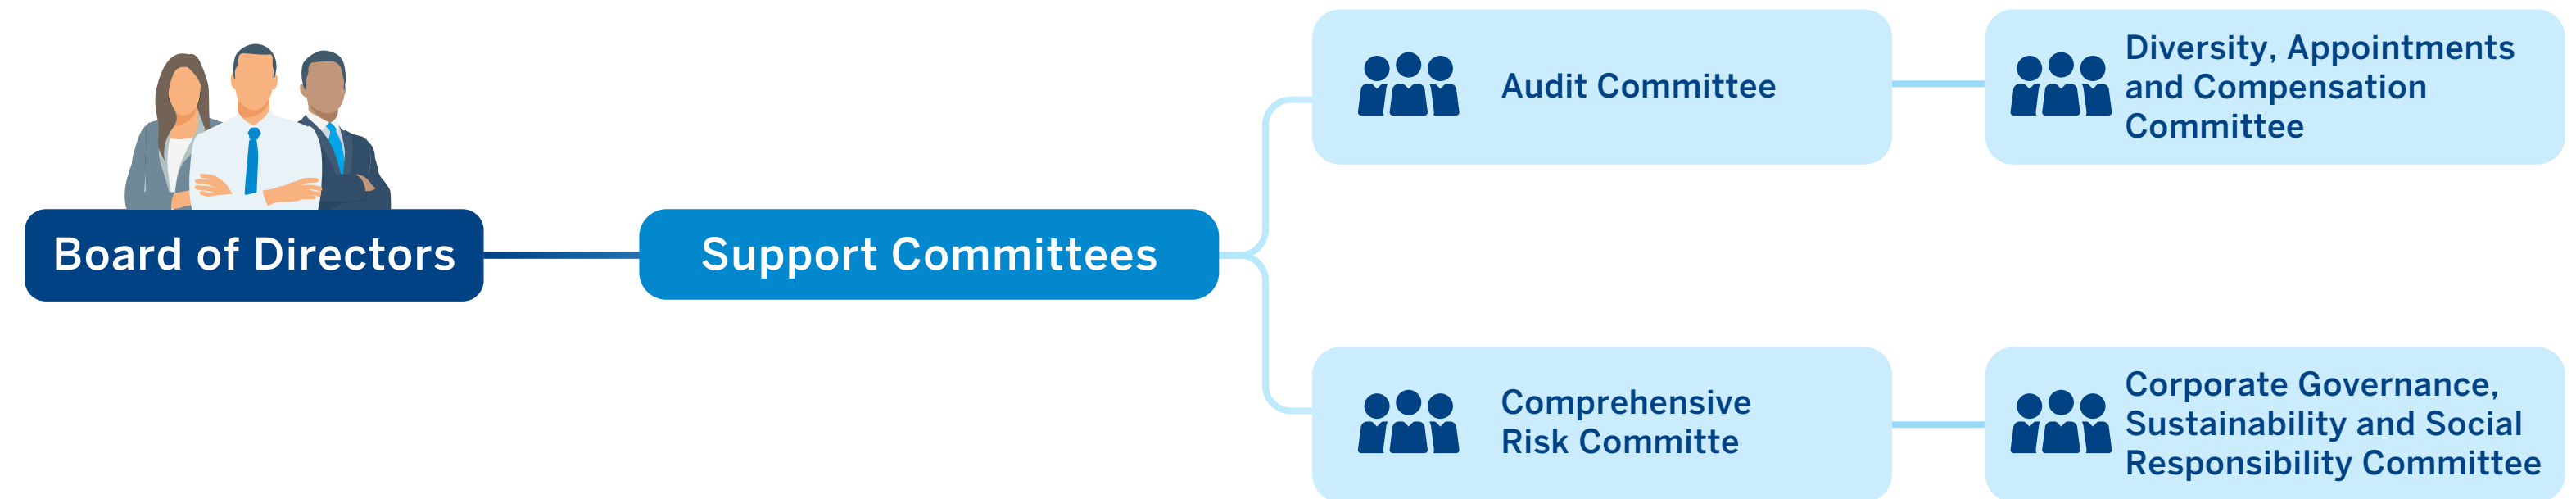 Board of Directors
Support Committees
Audit Committee
Diversity, Appointments
and Compensation
Committee
Comprehensive
Risk Committe
Corporate Governance,
Sustainability and Social
Responsibility Committee